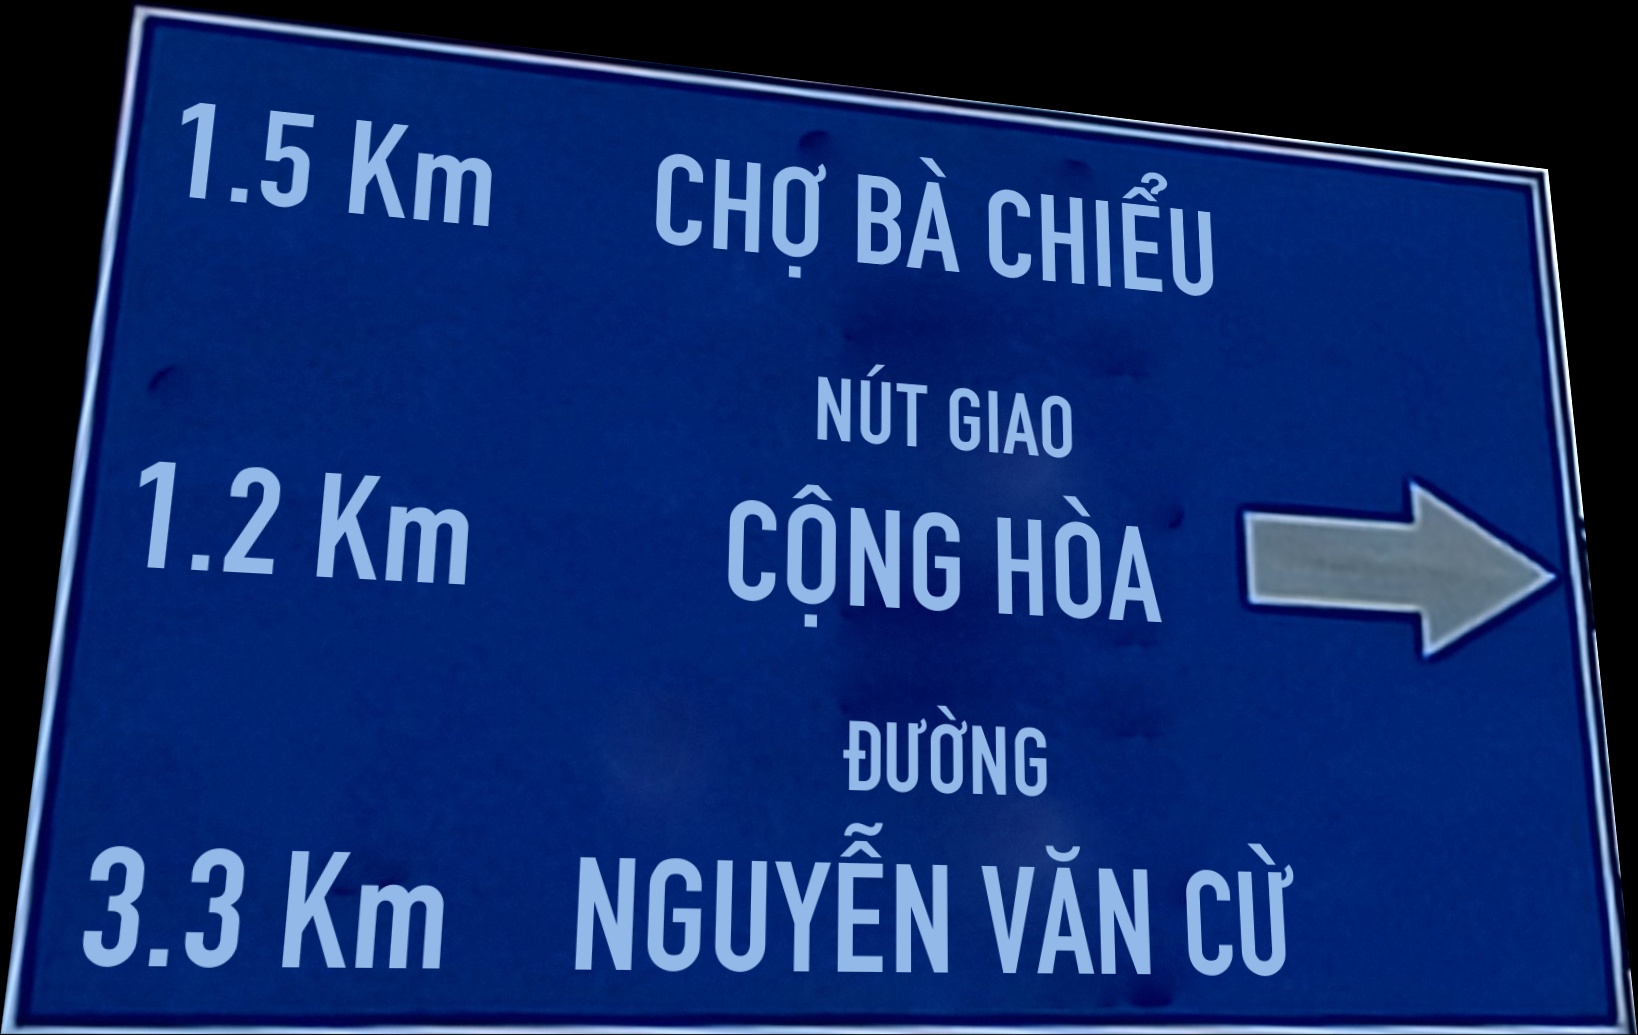 1.5 Km CHỢ BÀ CHIỂU
NÚT GIAO
1.2 Km CỘNG HÒA
ĐƯỜNG
3.3 Km NGUYỄN VĂN CỪ